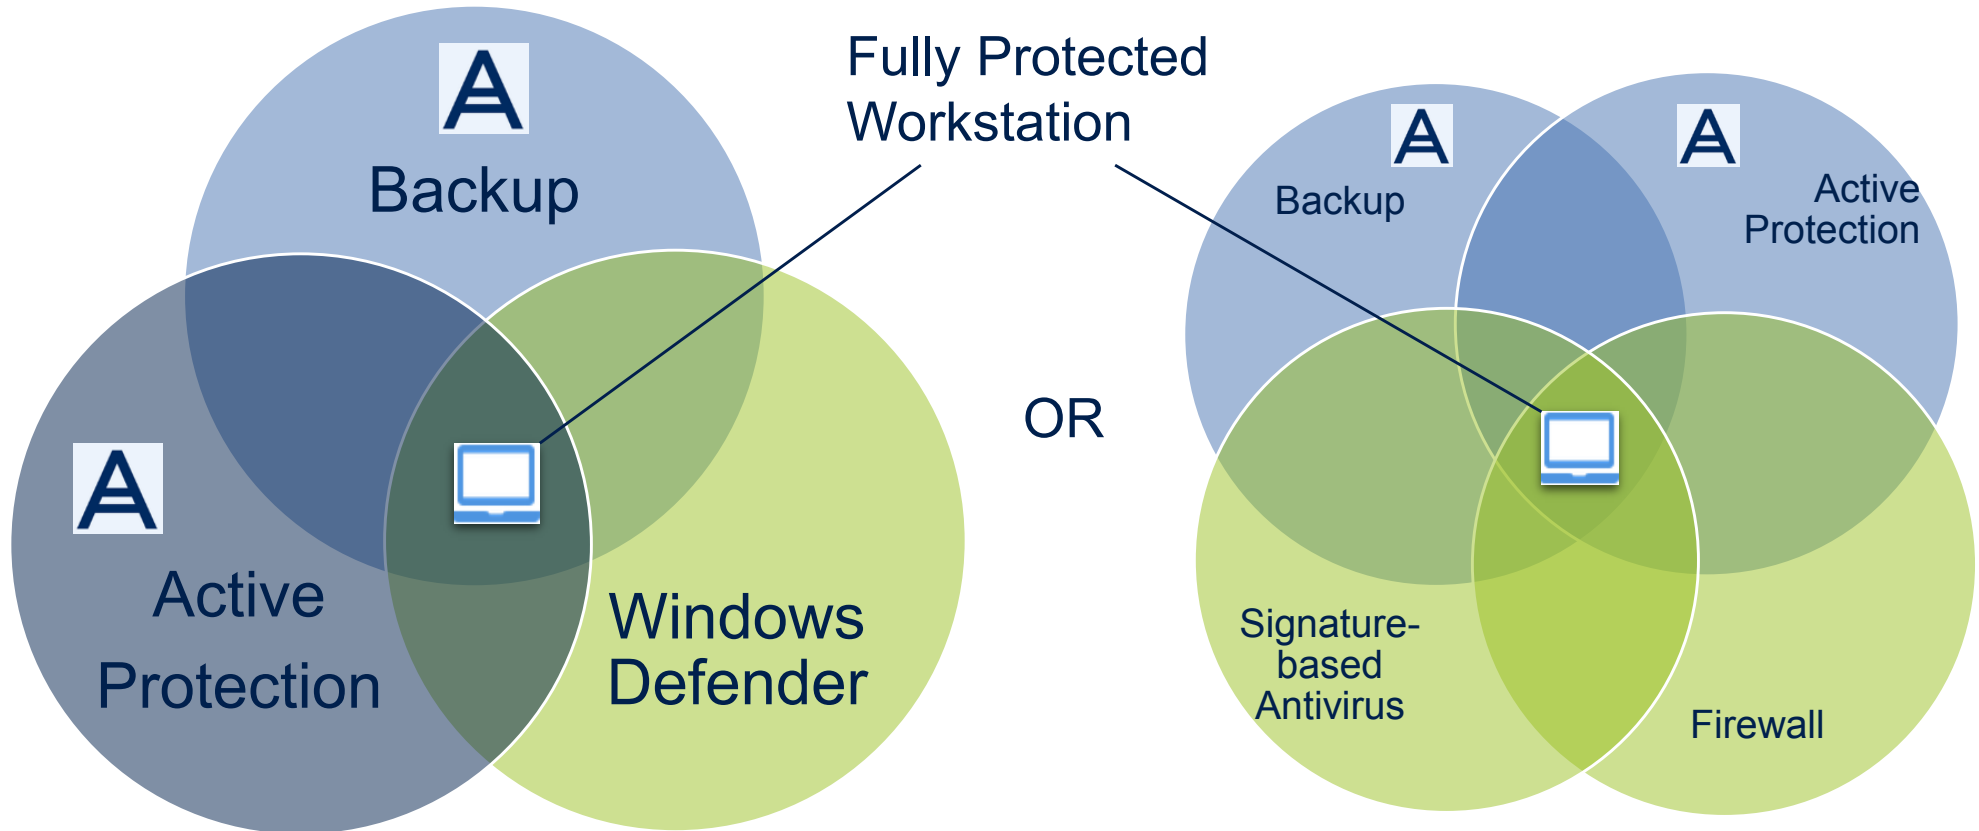 Fully Protected
Workstation
Backup
Active
Protection
Windows
Defender
OR
Backup
Active
Protection
Signature-
based
Antivirus
Firewall